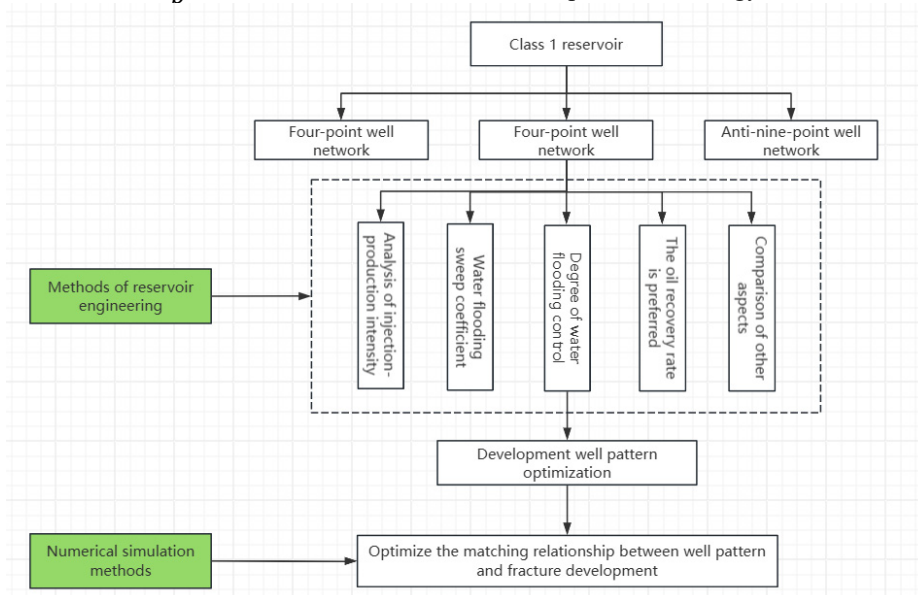 Class 1 reservoir
Four-point well
network
Four-point well
network
Anti-nine-point well
network
Analysis of injection-
production intensity
Water flooding
sweep coefficient
Degree of water
flooding control
The oil recovery rate
is preferred
Comparison of other
aspects
Methods of reservoir
engineering
Development well pattern
optimization
Numerical simulation
methods
Optimize the matching relationship between well pattern
and fracture development